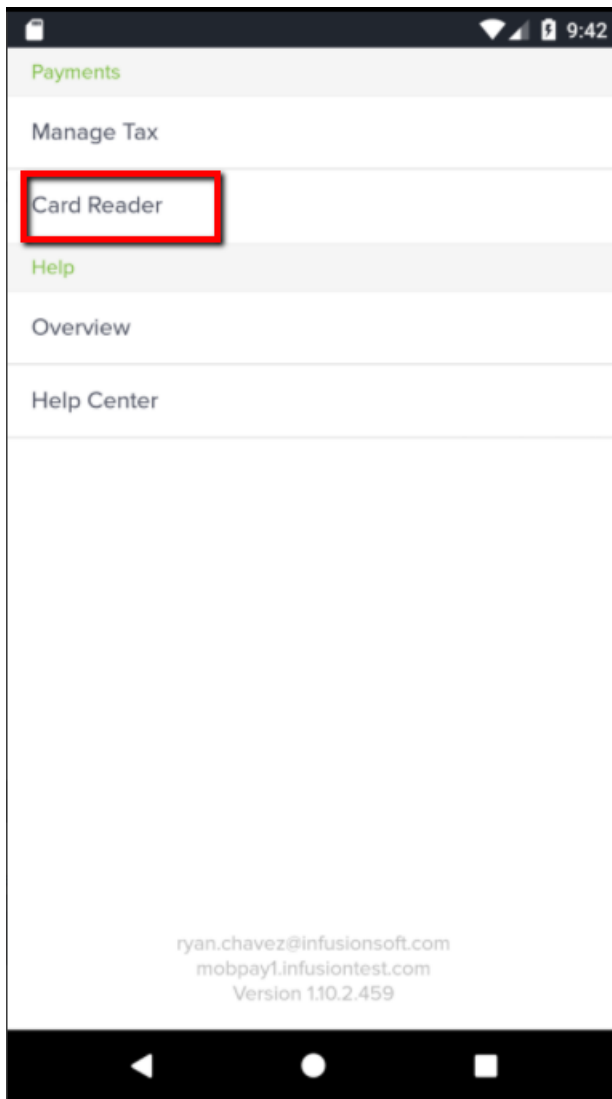 9:42
Payments
Manage Tax
Card Reader
Help
Overview
Help Center
ryan.chavez@infusionsoft.com
mobpay1.infusiontest.com
Version 1.10.2.459